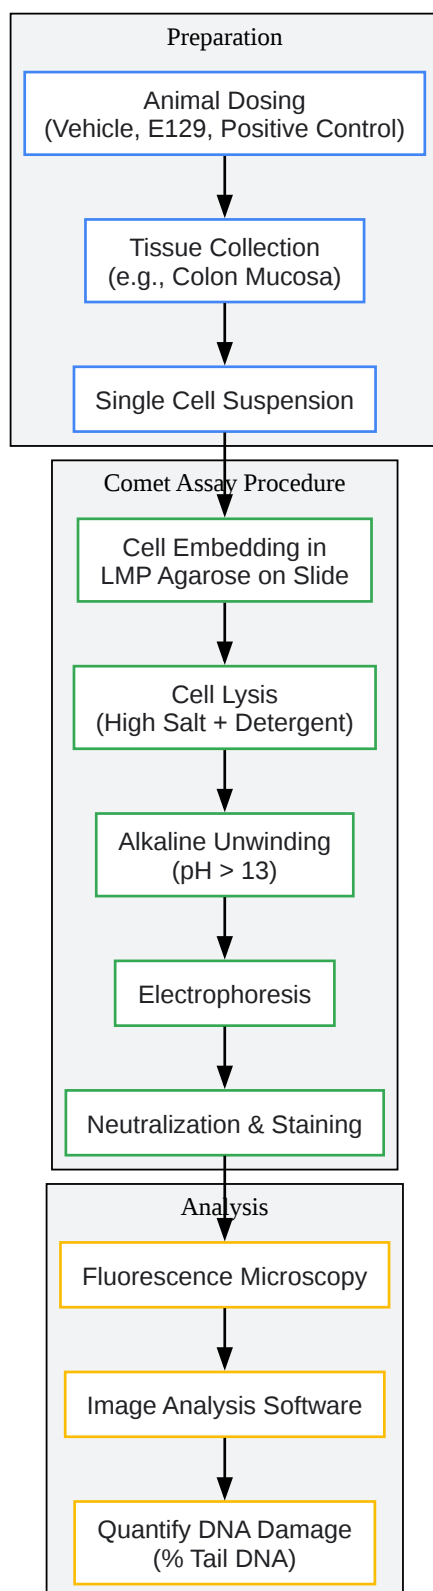 Preparation
Animal Dosing
(Vehicle, E129, Positive Control)
Tissue Collection
(e.g., Colon Mucosa)
Single Cell Suspension
Comet Assay Procedure
Cell Embedding in
LMP Agarose on Slide
Cell Lysis
(High Salt + Detergent)
Alkaline Unwinding
(pH > 13)
Electrophoresis
Neutralization & Staining
Analysis
Fluorescence Microscopy
Image Analysis Software
Quantify DNA Damage
(% Tail DNA)